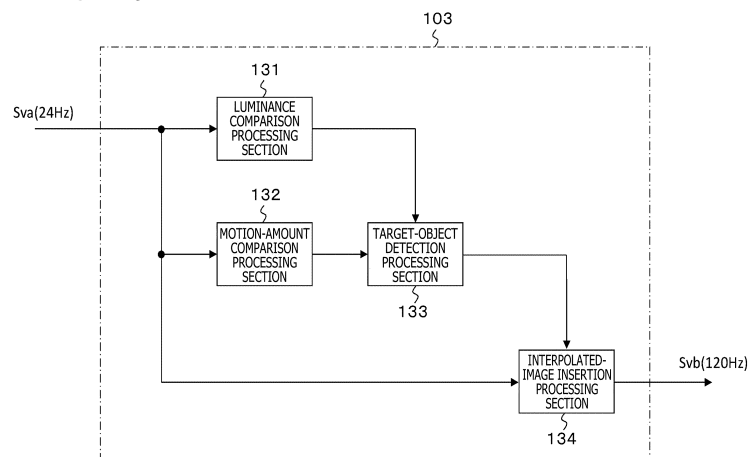 103
131
Sva(24Hz)
LUMINANCE
COMPARISON
PROCESSING
SECTION
132
MOTION-AMOUNT
COMPARISON
PROCESSING
SECTION
TARGET-OBJECT
DETECTION
PROCESSING
SECTION
133
INTERPOLATED-
IMAGE INSERTION
PROCESSING
SECTION
134
Svb(120Hz)